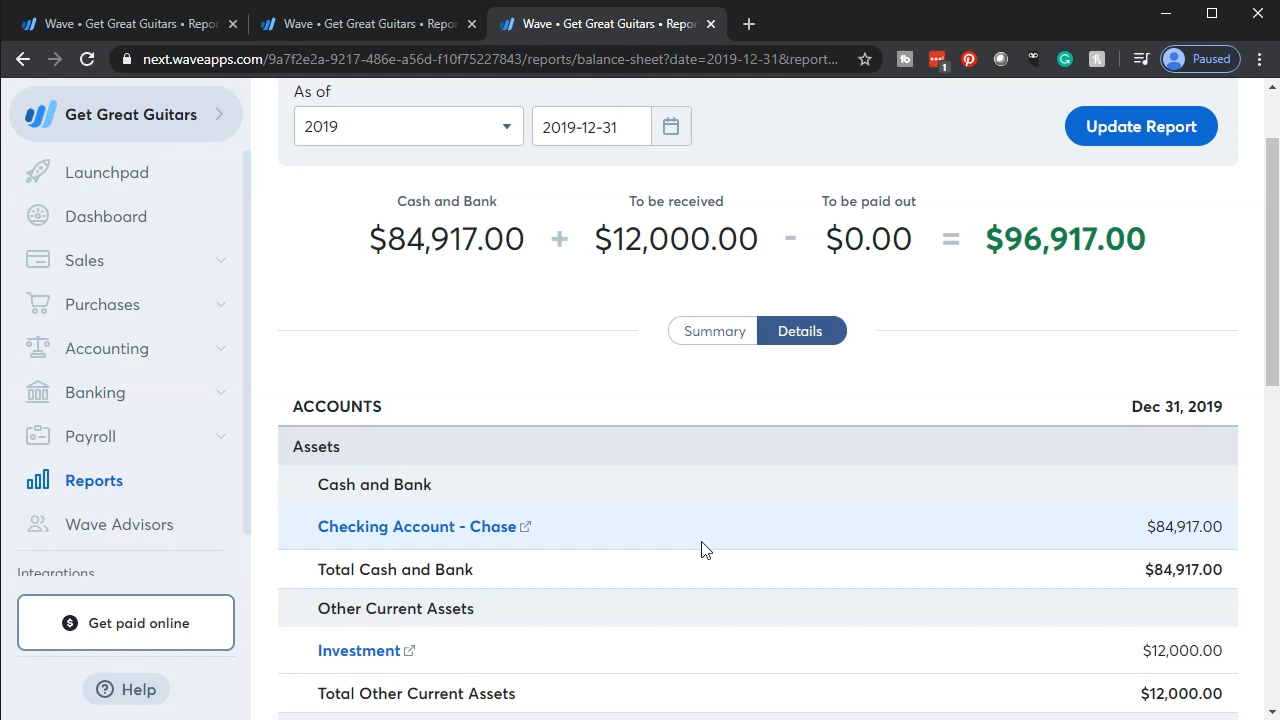 Wave • Get Great Guitars • Repor
Wave • Get Great Guitars • Repor
Wave • Get Great Guitars • Repor
next.waveapps.com/9a7f2e2a-9217-486e-a56d-f10f75227843/reports/balance-sheet?date=2019-12-31&report...
1
Paused
Get Great Guitars
Launchpad
Dashboard
Sales
Purchases
Accounting
Banking
Payroll
Reports
Wave Advisors
Integrations
Get paid online
Help
As of
2019
2019-12-31
Update Report
Cash and Bank
To be received
To be paid out
$84,917.00 + $12,000.00 - $0.00 = $96,917.00
Summary
Details
ACCOUNTS Dec 31, 2019
Assets
Cash and Bank
Checking Account - Chase $84,917.00
Total Cash and Bank $84,917.00
Other Current Assets
Investment $12,000.00
Total Other Current Assets $12,000.00